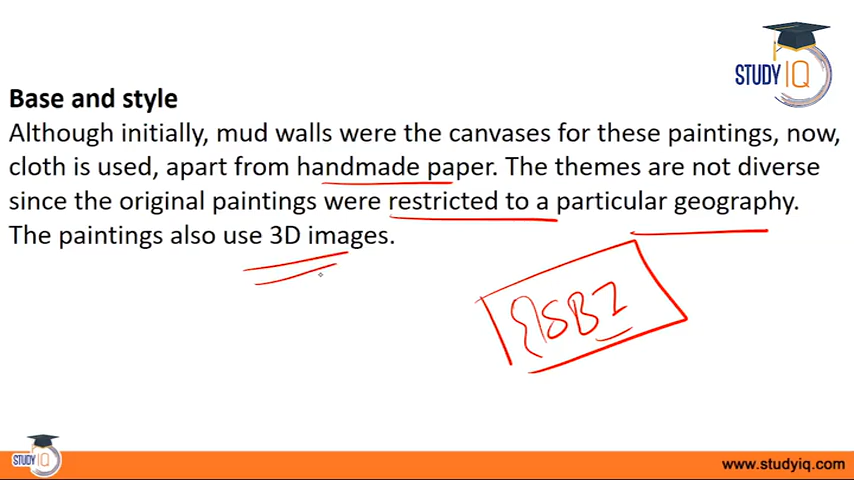 STUDY IQ
Base and style
Although initially, mud walls were the canvases for these paintings, now,
cloth is used, apart from handmade paper. The themes are not diverse
since the original paintings were restricted to a particular geography.
The paintings also use 3D images.
STUDY IQ
www.studyiq.com